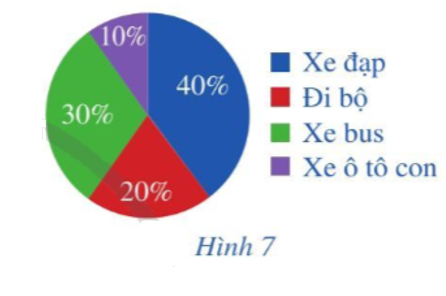 10%
40%
30%
20%
Xe đạp
Đi bộ
Xe bus
Xe ô tô con
Hình 7